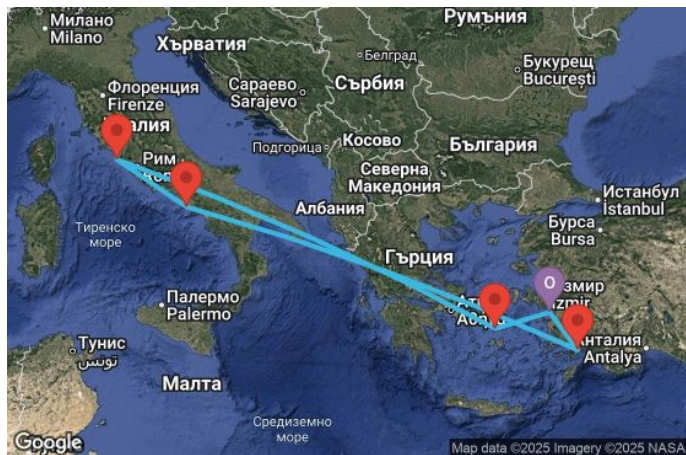 Милано
Milano
Хърватия
Румъния
Белград
Букурещ
București
Флоренция
Firenze
Сараево
Sarajevo
Сърбия
Подгорица
Косово
България
Рим
Северна
Македония
Истанбул
İstanbul
Албания
Бурса
Bursa
Тиренско
море
Гърция
O
Палермо
Palermo
Анталия
Antalya
Тунис
تونس
Малта
Средиземно
море
Google
Map data ©2025 Imagery ©2025 NASA